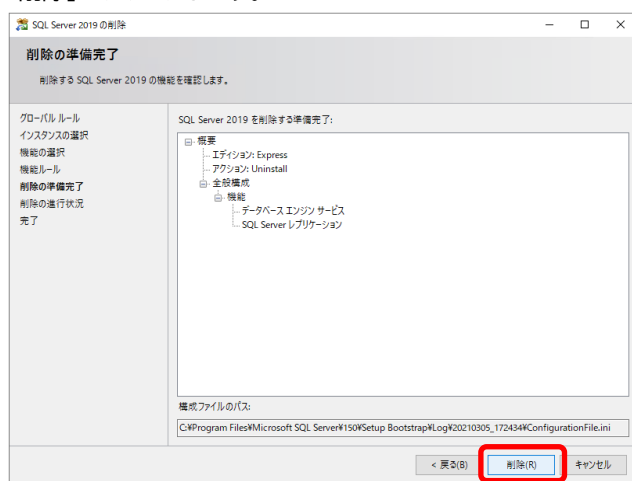 SQL Server 2019 の削除
削除の準備完了
削除する SQL Server 2019 の機能を確認します。
グローバル ルール
インスタンスの選択
機能の選択
機能ルール
削除の準備完了
削除の進行状況
完了
SQL Server 2019 を削除する準備完了:
概要
エディション: Express
アクション: Uninstall
全般構成
機能
データベース エンジン サービス
SQL Server レプリケーション
構成ファイルのパス:
C:¥Program Files¥Microsoft SQL Server¥150¥Setup Bootstrap¥Log¥20210305_172434¥ConfigurationFile.ini
< 戻る(B)
削除(R)
キャンセル